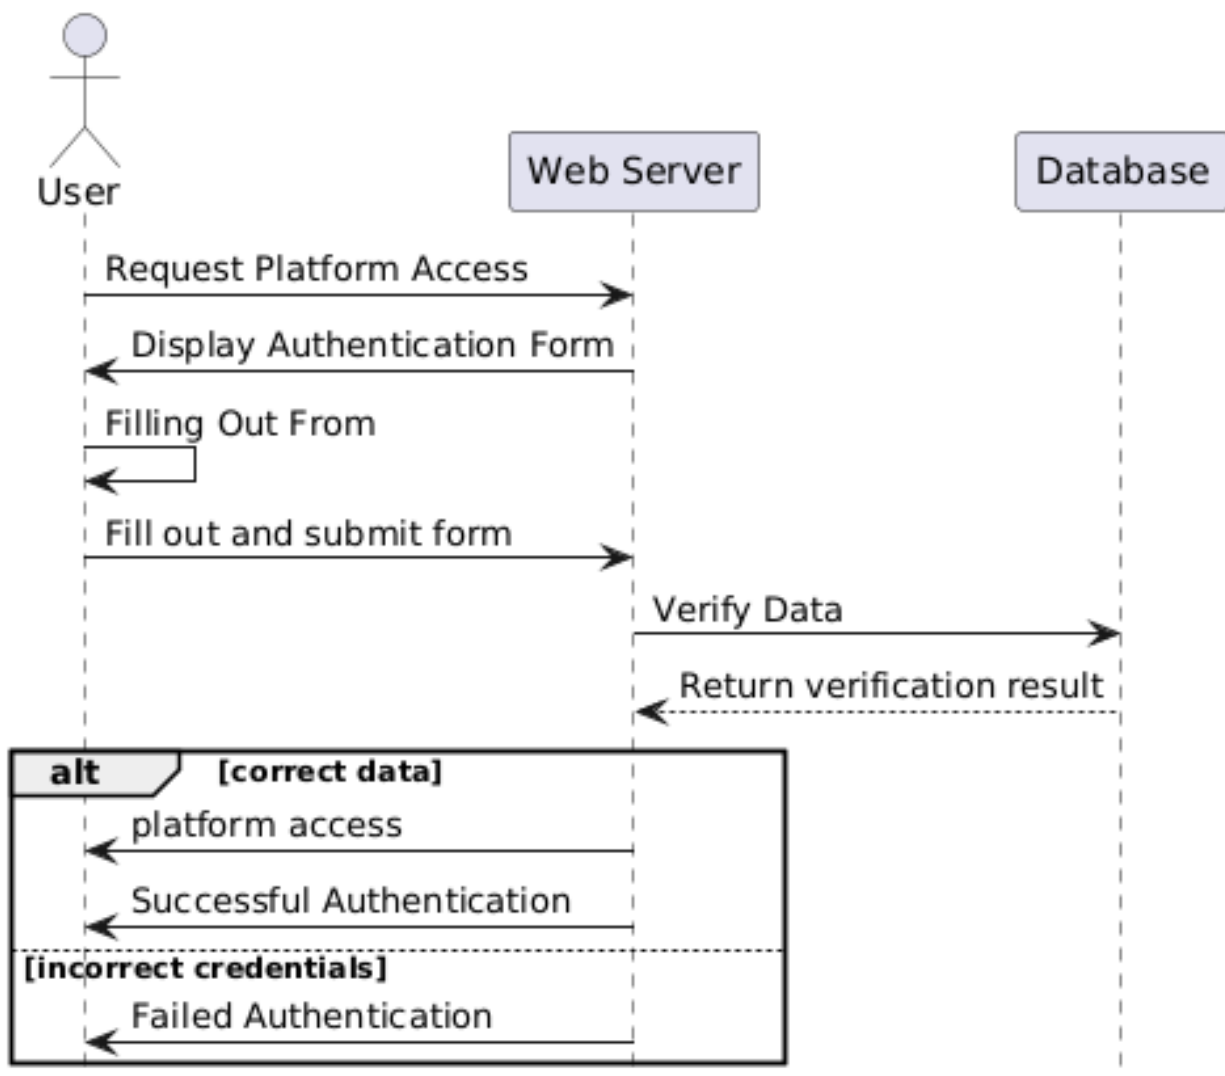 User
Web Server
Database
Request Platform Access
Display Authentication Form
Filling Out From
Fill out and submit form
Verify Data
Return verification result
alt [correct data]
platform access
Successful Authentication
[incorrect credentials]
Failed Authentication